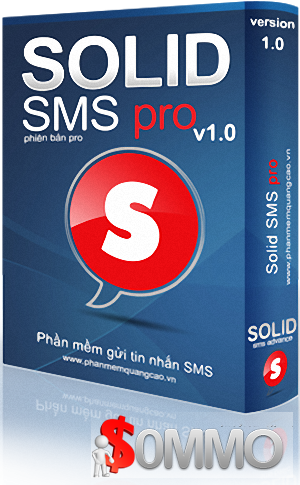 SOLID
SMS pro v1.0
phiên bản pro
S
Phần mềm gửi tin nhắn SMS
www.phanmemquangcao.vn
version
1.0
Solid SMS pro
www.phanmemquangcao.vn
SOLID
sms advance
S
$OMMO